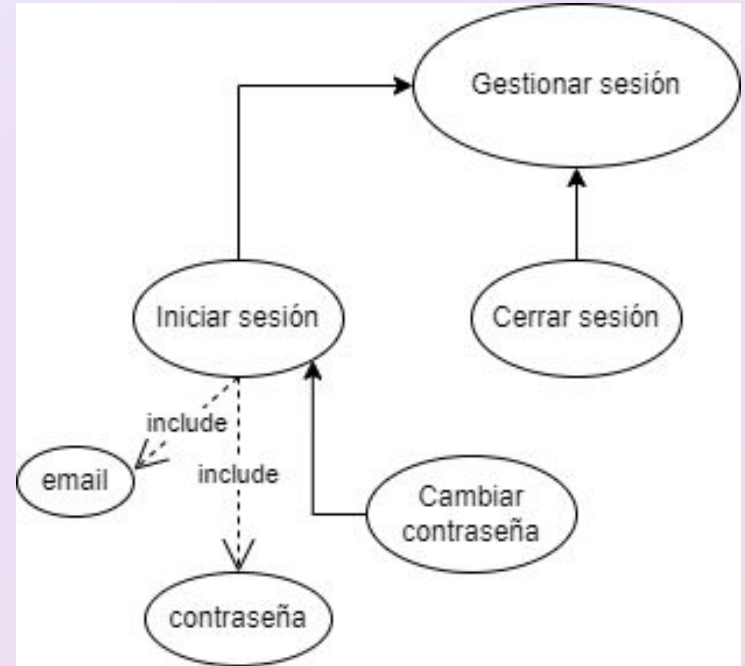 Gestionar sesión
Iniciar sesión
Cerrar sesión
include
include
email
Cambiar
contraseña
contraseña